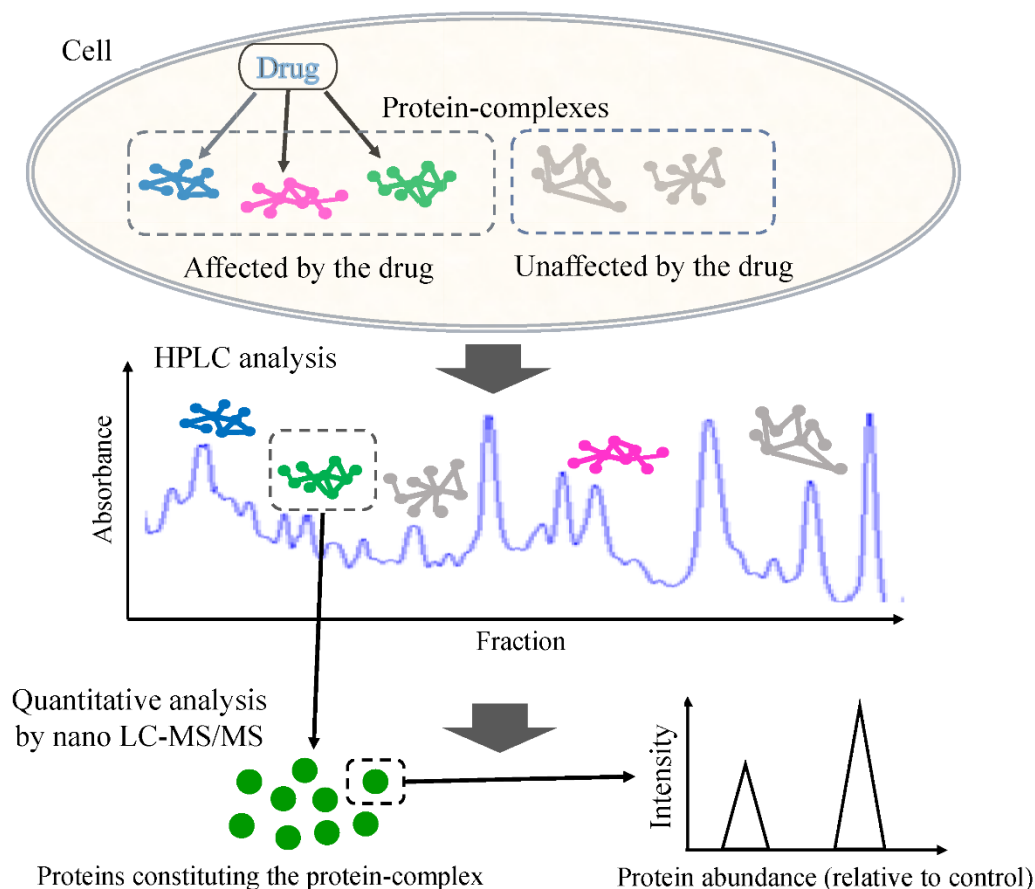 Cell
Drug
Protein-complexes
Affected by the drug
Unaffected by the drug
HPLC analysis
Absorbance
Fraction
Quantitative analysis
by nano LC-MS/MS
Intensity
Proteins constituting the protein-complex
Protein abundance (relative to control)